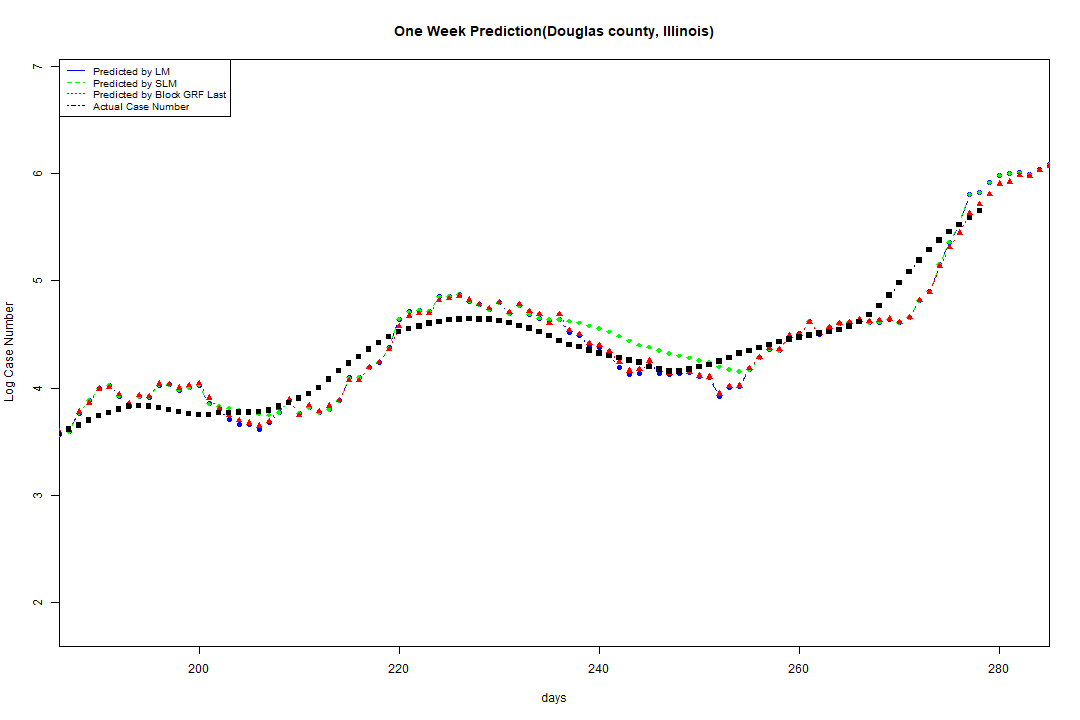 One Week Prediction(Douglas county, Illinois)
Predicted by LM
Predicted by SLM
Predicted by Block GRF Last
Actual Case Number
7
6
5
4
3
2
Log Case Number
200 220 240 260 280
days